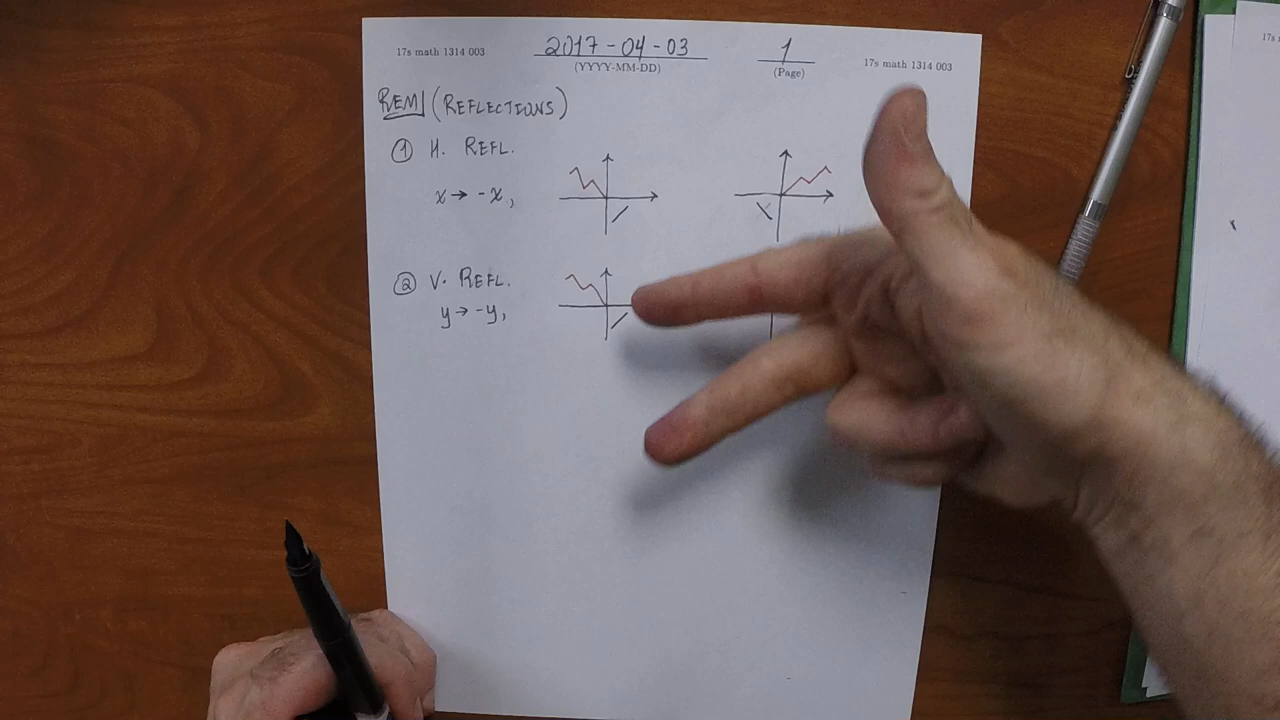 17s math 1314 003 2017-04-03 1 17s math 1314 003
(YYYY-MM-DD) (Page)
REM (REFLECTIONS)
① H. REFL.
x → -x,
② V. REFL.
y → -y,